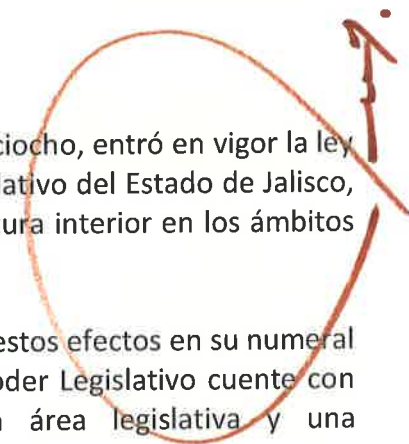 ciocho, entró en vigor la ley
lativo del Estado de Jalisco,
tura interior en los ámbitos
estos efectos en su numeral
oder Legislativo cuente con
área legislativa y una